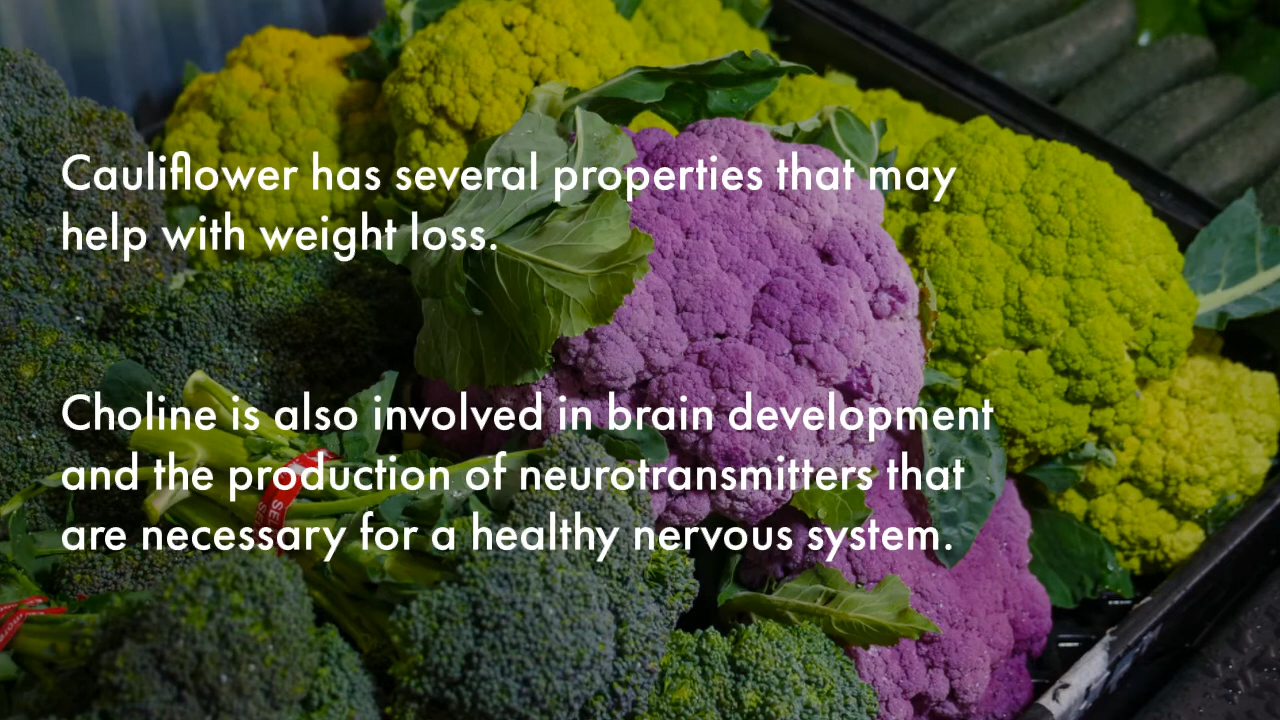 Cauliflower has several properties that may
help with weight loss.
Choline is also involved in brain development
and the production of neurotransmitters that
are necessary for a healthy nervous system.